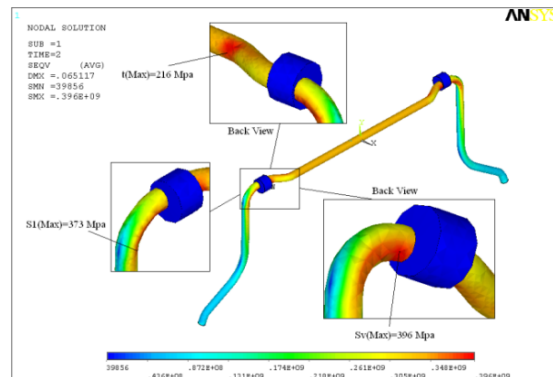 1
ANSYS
NODAL SOLUTION
SUB =1
TIME=2
SEQV (AVG)
DMX =.065117
SMN =39856
SMX =.396E+09
t(Max)=216 Mpa
Back View
X
Back View
S1(Max)=373 Mpa
Sv(Max)=396 Mpa
39856 .872E+08 .174E+09 .261E+09 .348E+09